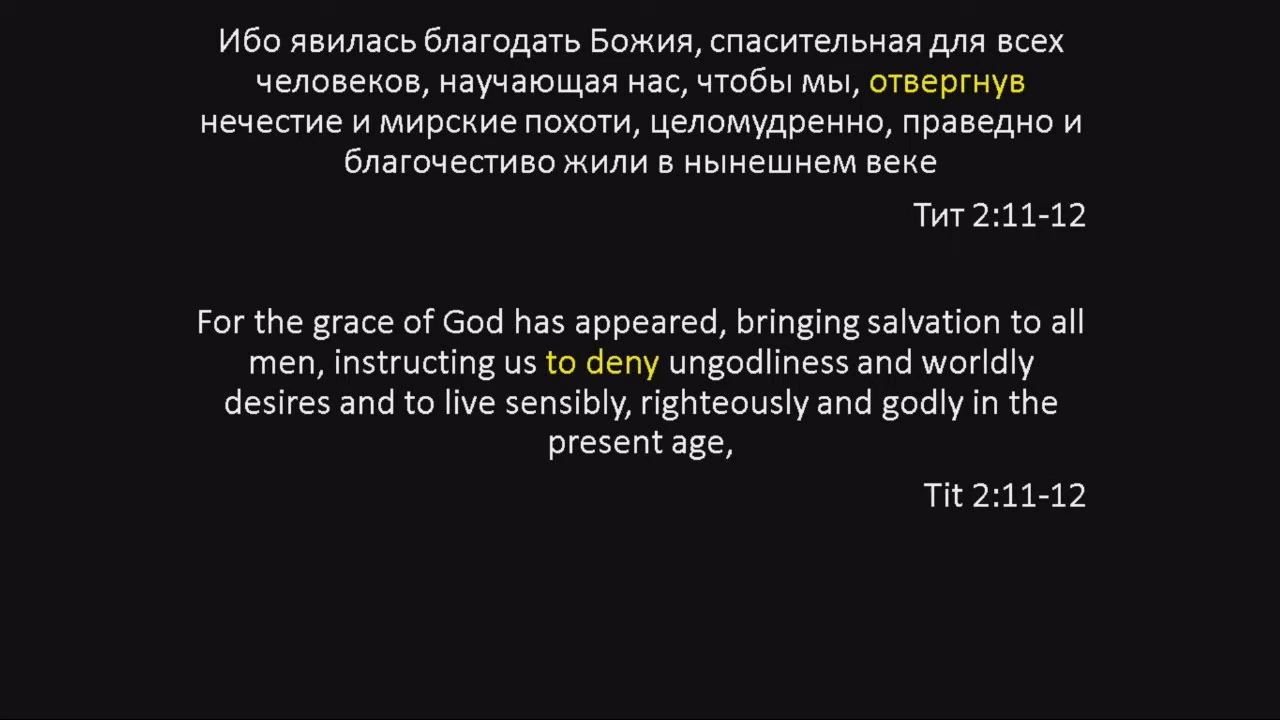 Ибо явилась благодать Божия, спасительная для всех
человеков, научающая нас, чтобы мы, отвергнув
нечестие и мирские похоти, целомудренно, праведно и
благочестиво жили в нынешнем веке
Тит 2:11-12
For the grace of God has appeared, bringing salvation to all
men, instructing us to deny ungodliness and worldly
desires and to live sensibly, righteously and godly in the
present age,
Tit 2:11-12